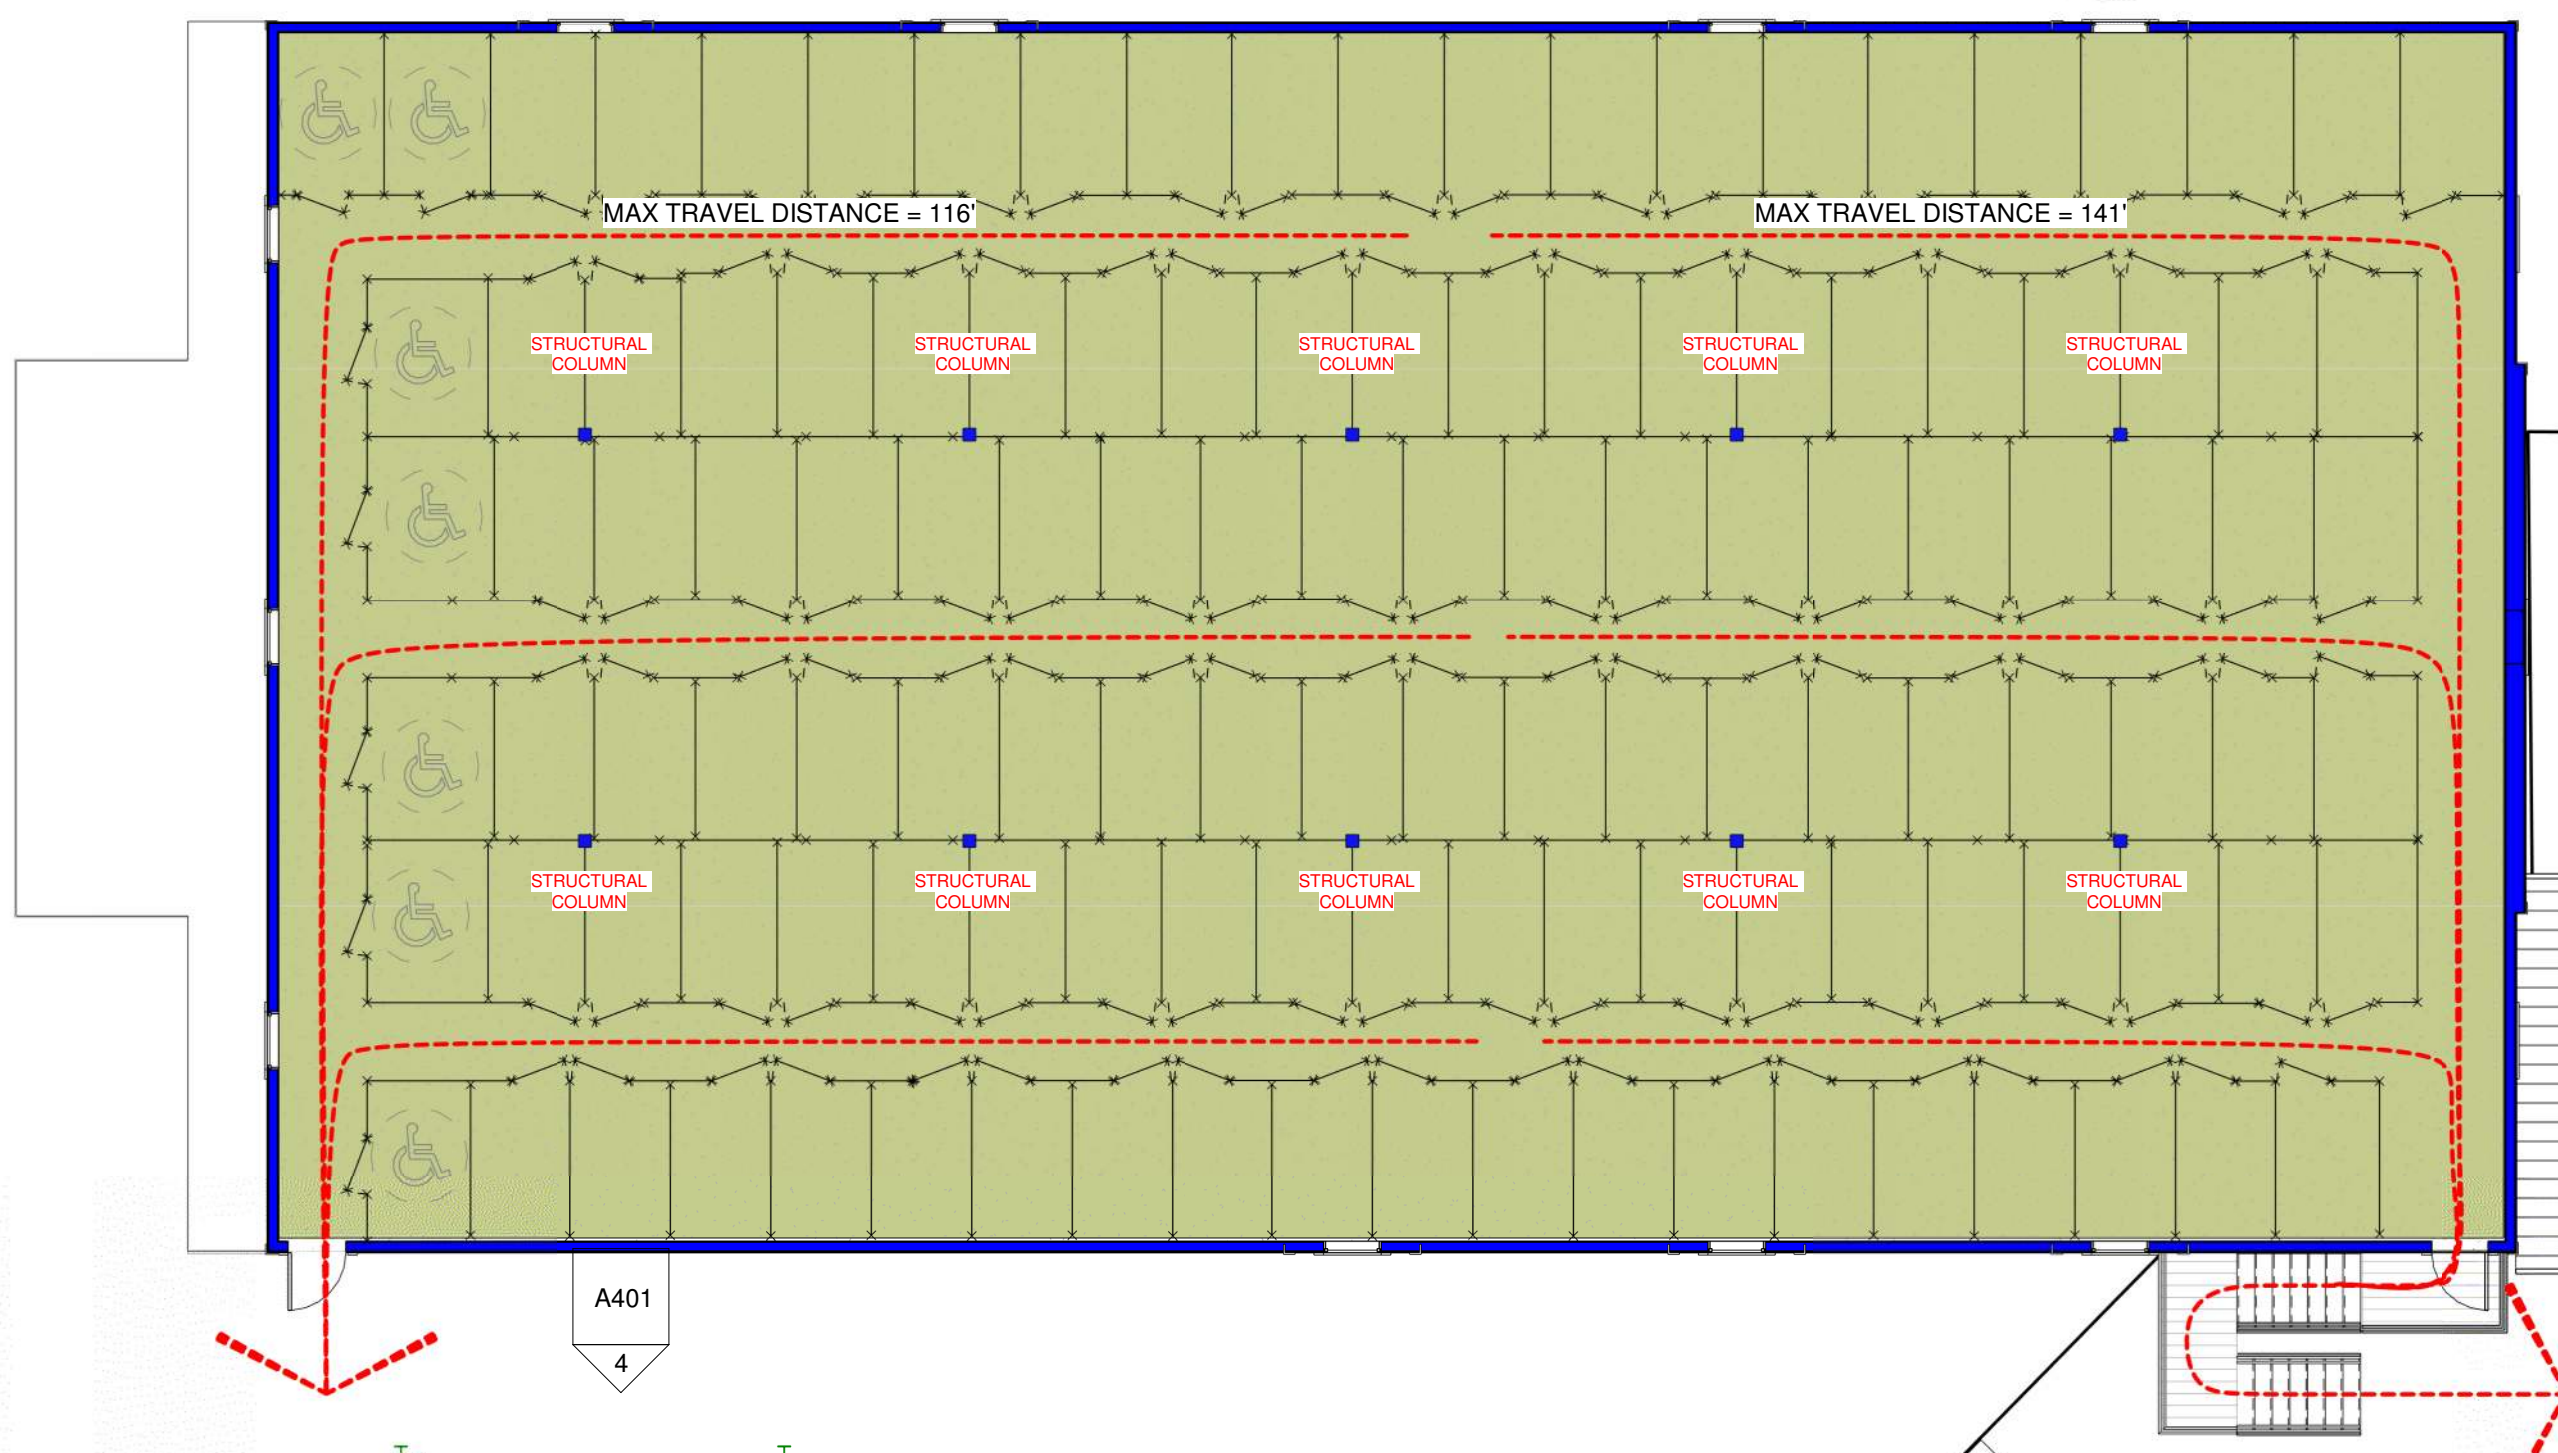 MAX TRAVEL DISTANCE = 116'
MAX TRAVEL DISTANCE = 141'
STRUCTURAL
COLUMN
STRUCTURAL
COLUMN
STRUCTURAL
COLUMN
STRUCTURAL
COLUMN
STRUCTURAL
COLUMN
STRUCTURAL
COLUMN
STRUCTURAL
COLUMN
STRUCTURAL
COLUMN
STRUCTURAL
COLUMN
STRUCTURAL
COLUMN
A401
4